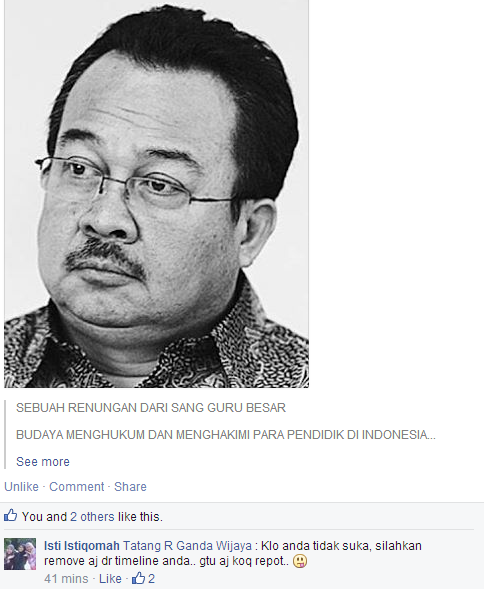 SEBUAH RENUNGAN DARI SANG GURU BESAR
BUDAYA MENGHUKUM DAN MENGHAKIMI PARA PENDIDIK DI INDONESIA...
See more
Unlike · Comment · Share
You and 2 others like this.
Isti Istiqomah Tatang R Ganda Wijaya : Klo anda tidak suka, silahkan
remove aj dr timeline anda.. gtu aj koq repot..
41 mins · Like · 2